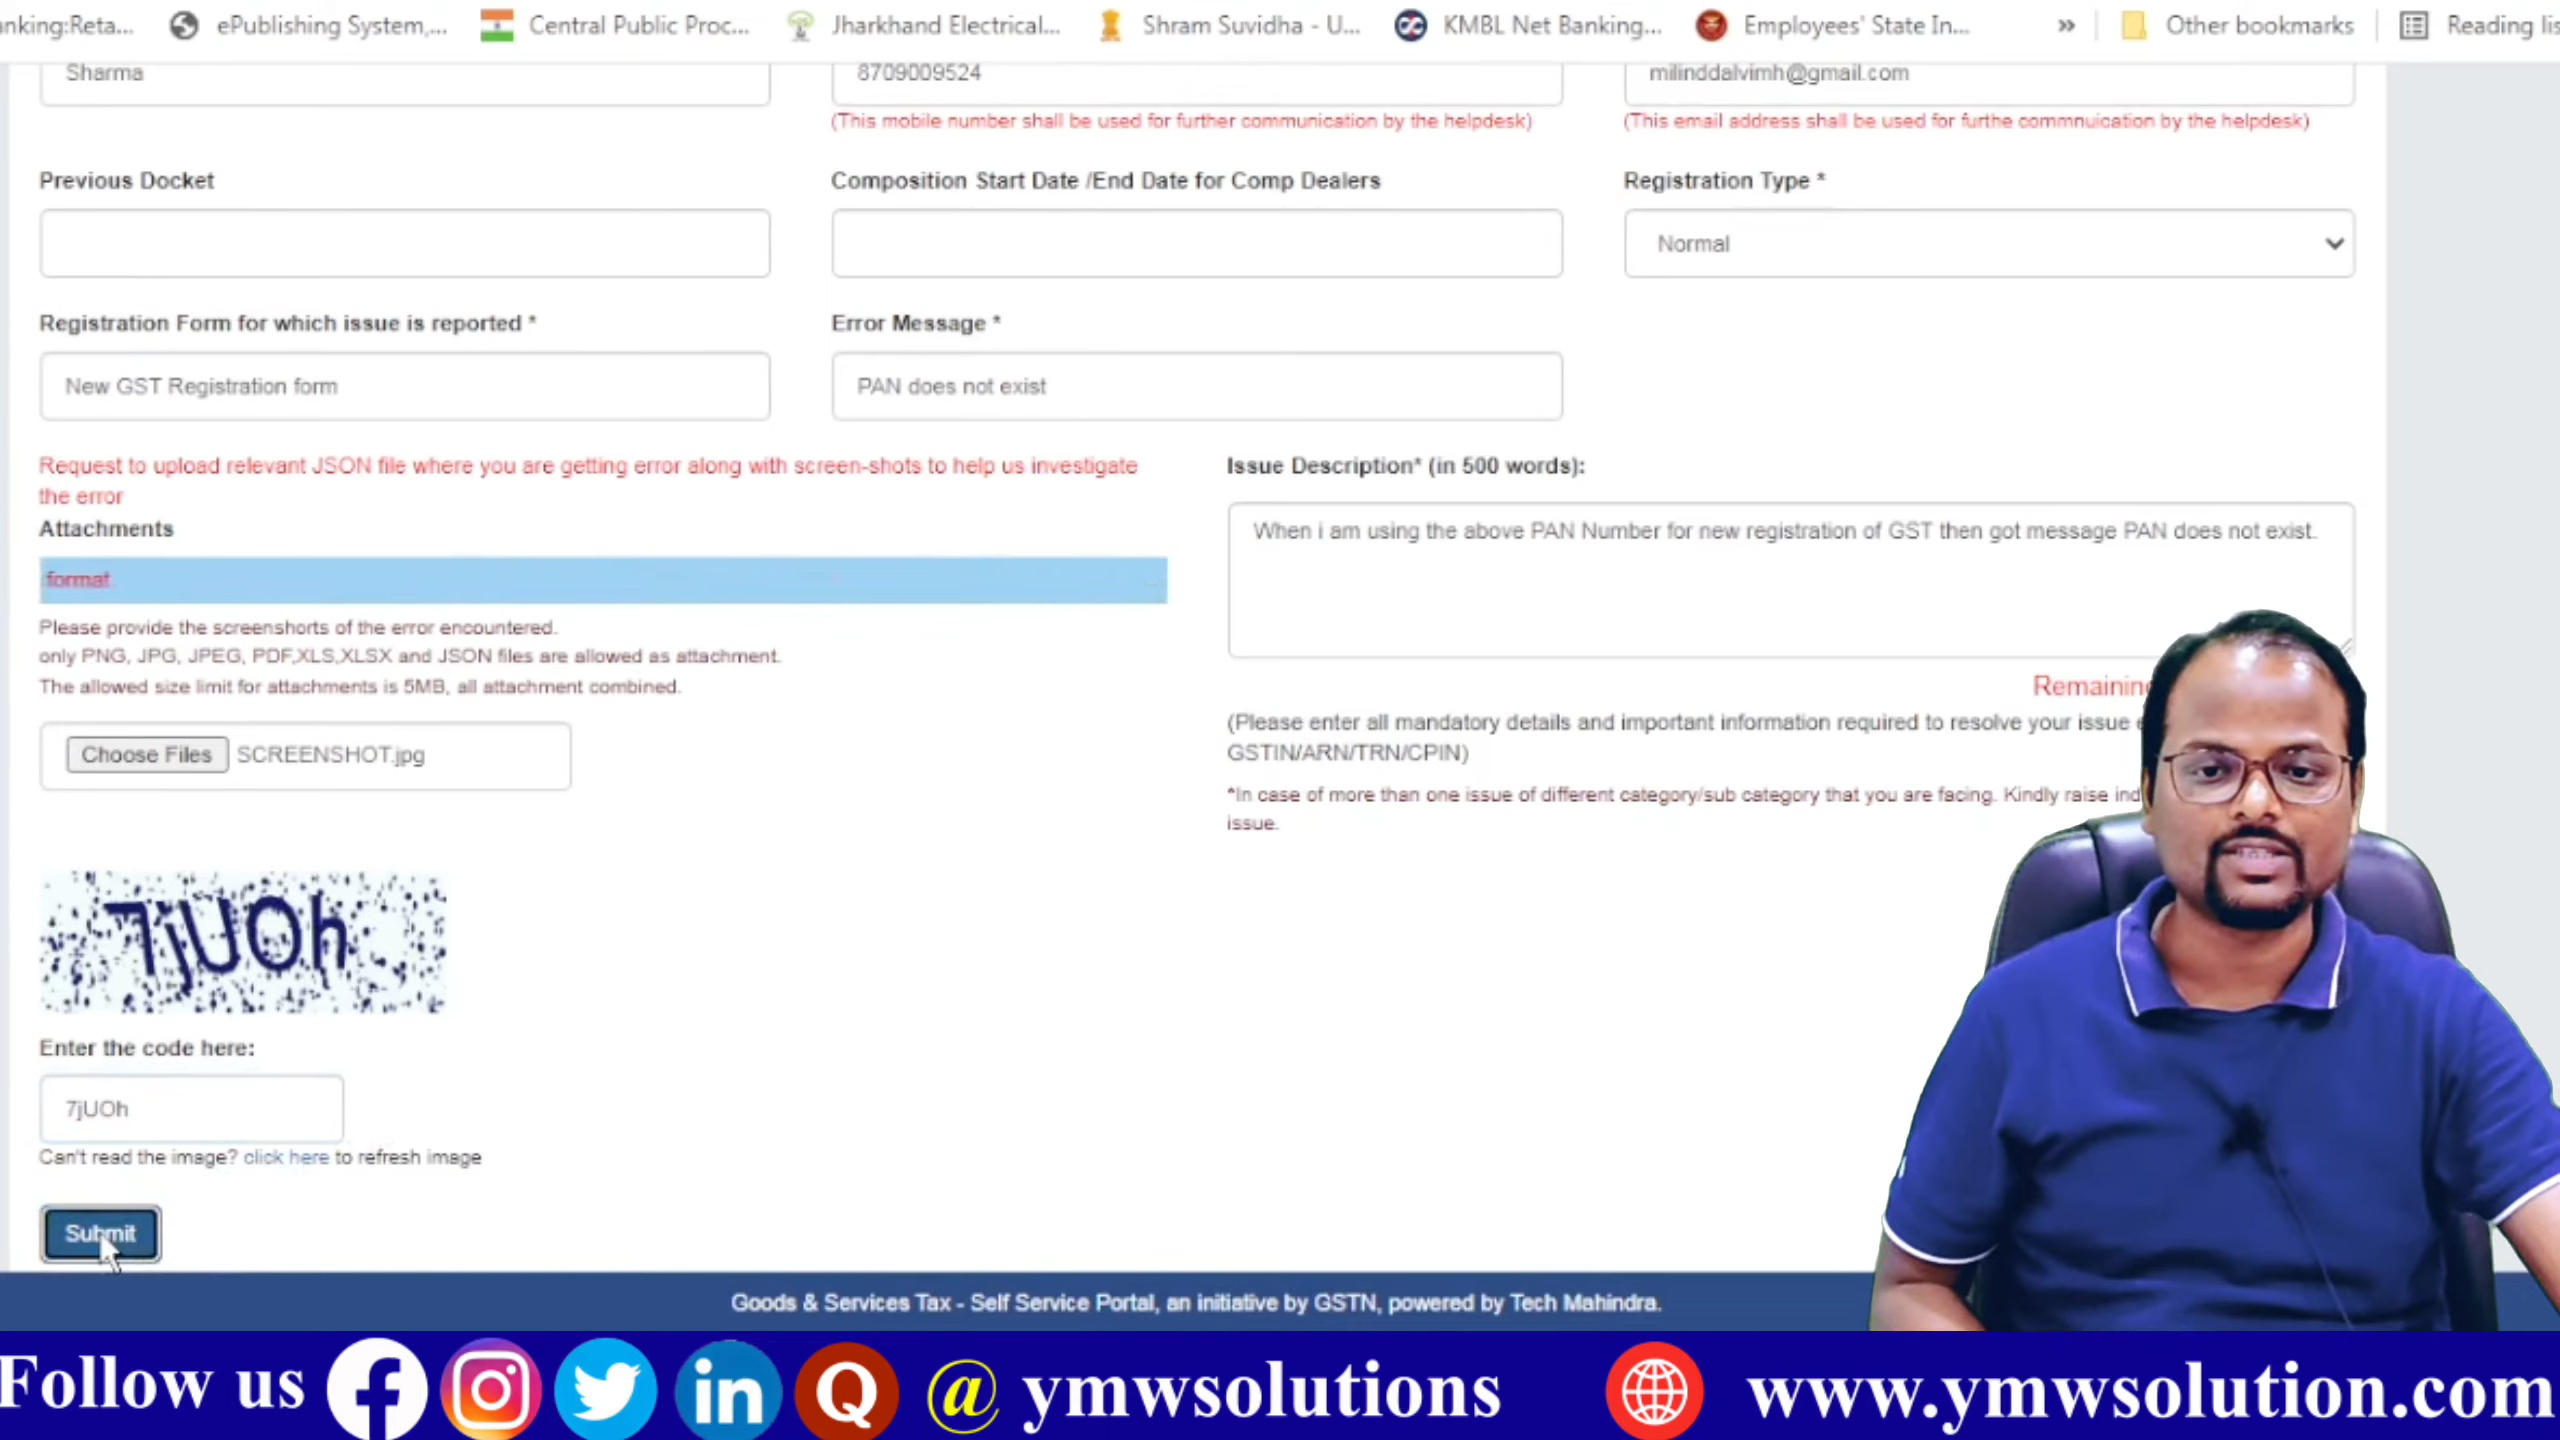 anking:Reta... ePublishing System,... Central Public Proc... Jharkhand Electrical... Shram Suvidha - U... KMBL Net Banking... Employees' State In... » Other bookmarks Reading lis
Sharma 8709009524 milinddalvimh@gmail.com
(This mobile number shall be used for further communication by the helpdesk) (This email address shall be used for furthe commnuication by the helpdesk)
Previous Docket Composition Start Date /End Date for Comp Dealers Registration Type *
Normal
Registration Form for which issue is reported * Error Message *
New GST Registration form PAN does not exist
Request to upload relevant JSON file where you are getting error along with screen-shots to help us investigate
the error
Attachments
format
Please provide the screenshorts of the error encountered.
only PNG, JPG, JPEG, PDF,XLS,XLSX and JSON files are allowed as attachment.
The allowed size limit for attachments is 5MB, all attachment combined.
Choose Files SCREENSHOT.jpg
Issue Description* (in 500 words):
When i am using the above PAN Number for new registration of GST then got message PAN does not exist.
Remaining
(Please enter all mandatory details and important information required to resolve your issue
GSTIN/ARN/TRN/CPIN)
*In case of more than one issue of different category/sub category that you are facing. Kindly raise ind
issue.
7jUOh
Enter the code here:
7jUOh
Can't read the image? click here to refresh image
Submit
Goods & Services Tax - Self Service Portal, an initiative by GSTN, powered by Tech Mahindra.
Follow us f in Q @ ymwsolutions www.ymwsolution.com